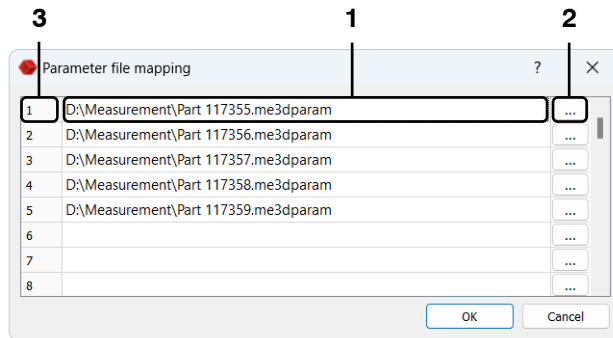 3 1 2
Parameter file mapping ? ×
1 D:\Measurement\Part 117355.me3dparam ...
2 D:\Measurement\Part 117356.me3dparam ...
3 D:\Measurement\Part 117357.me3dparam ...
4 D:\Measurement\Part 117358.me3dparam ...
5 D:\Measurement\Part 117359.me3dparam ...
6 ...
7 ...
8 ...
OK Cancel